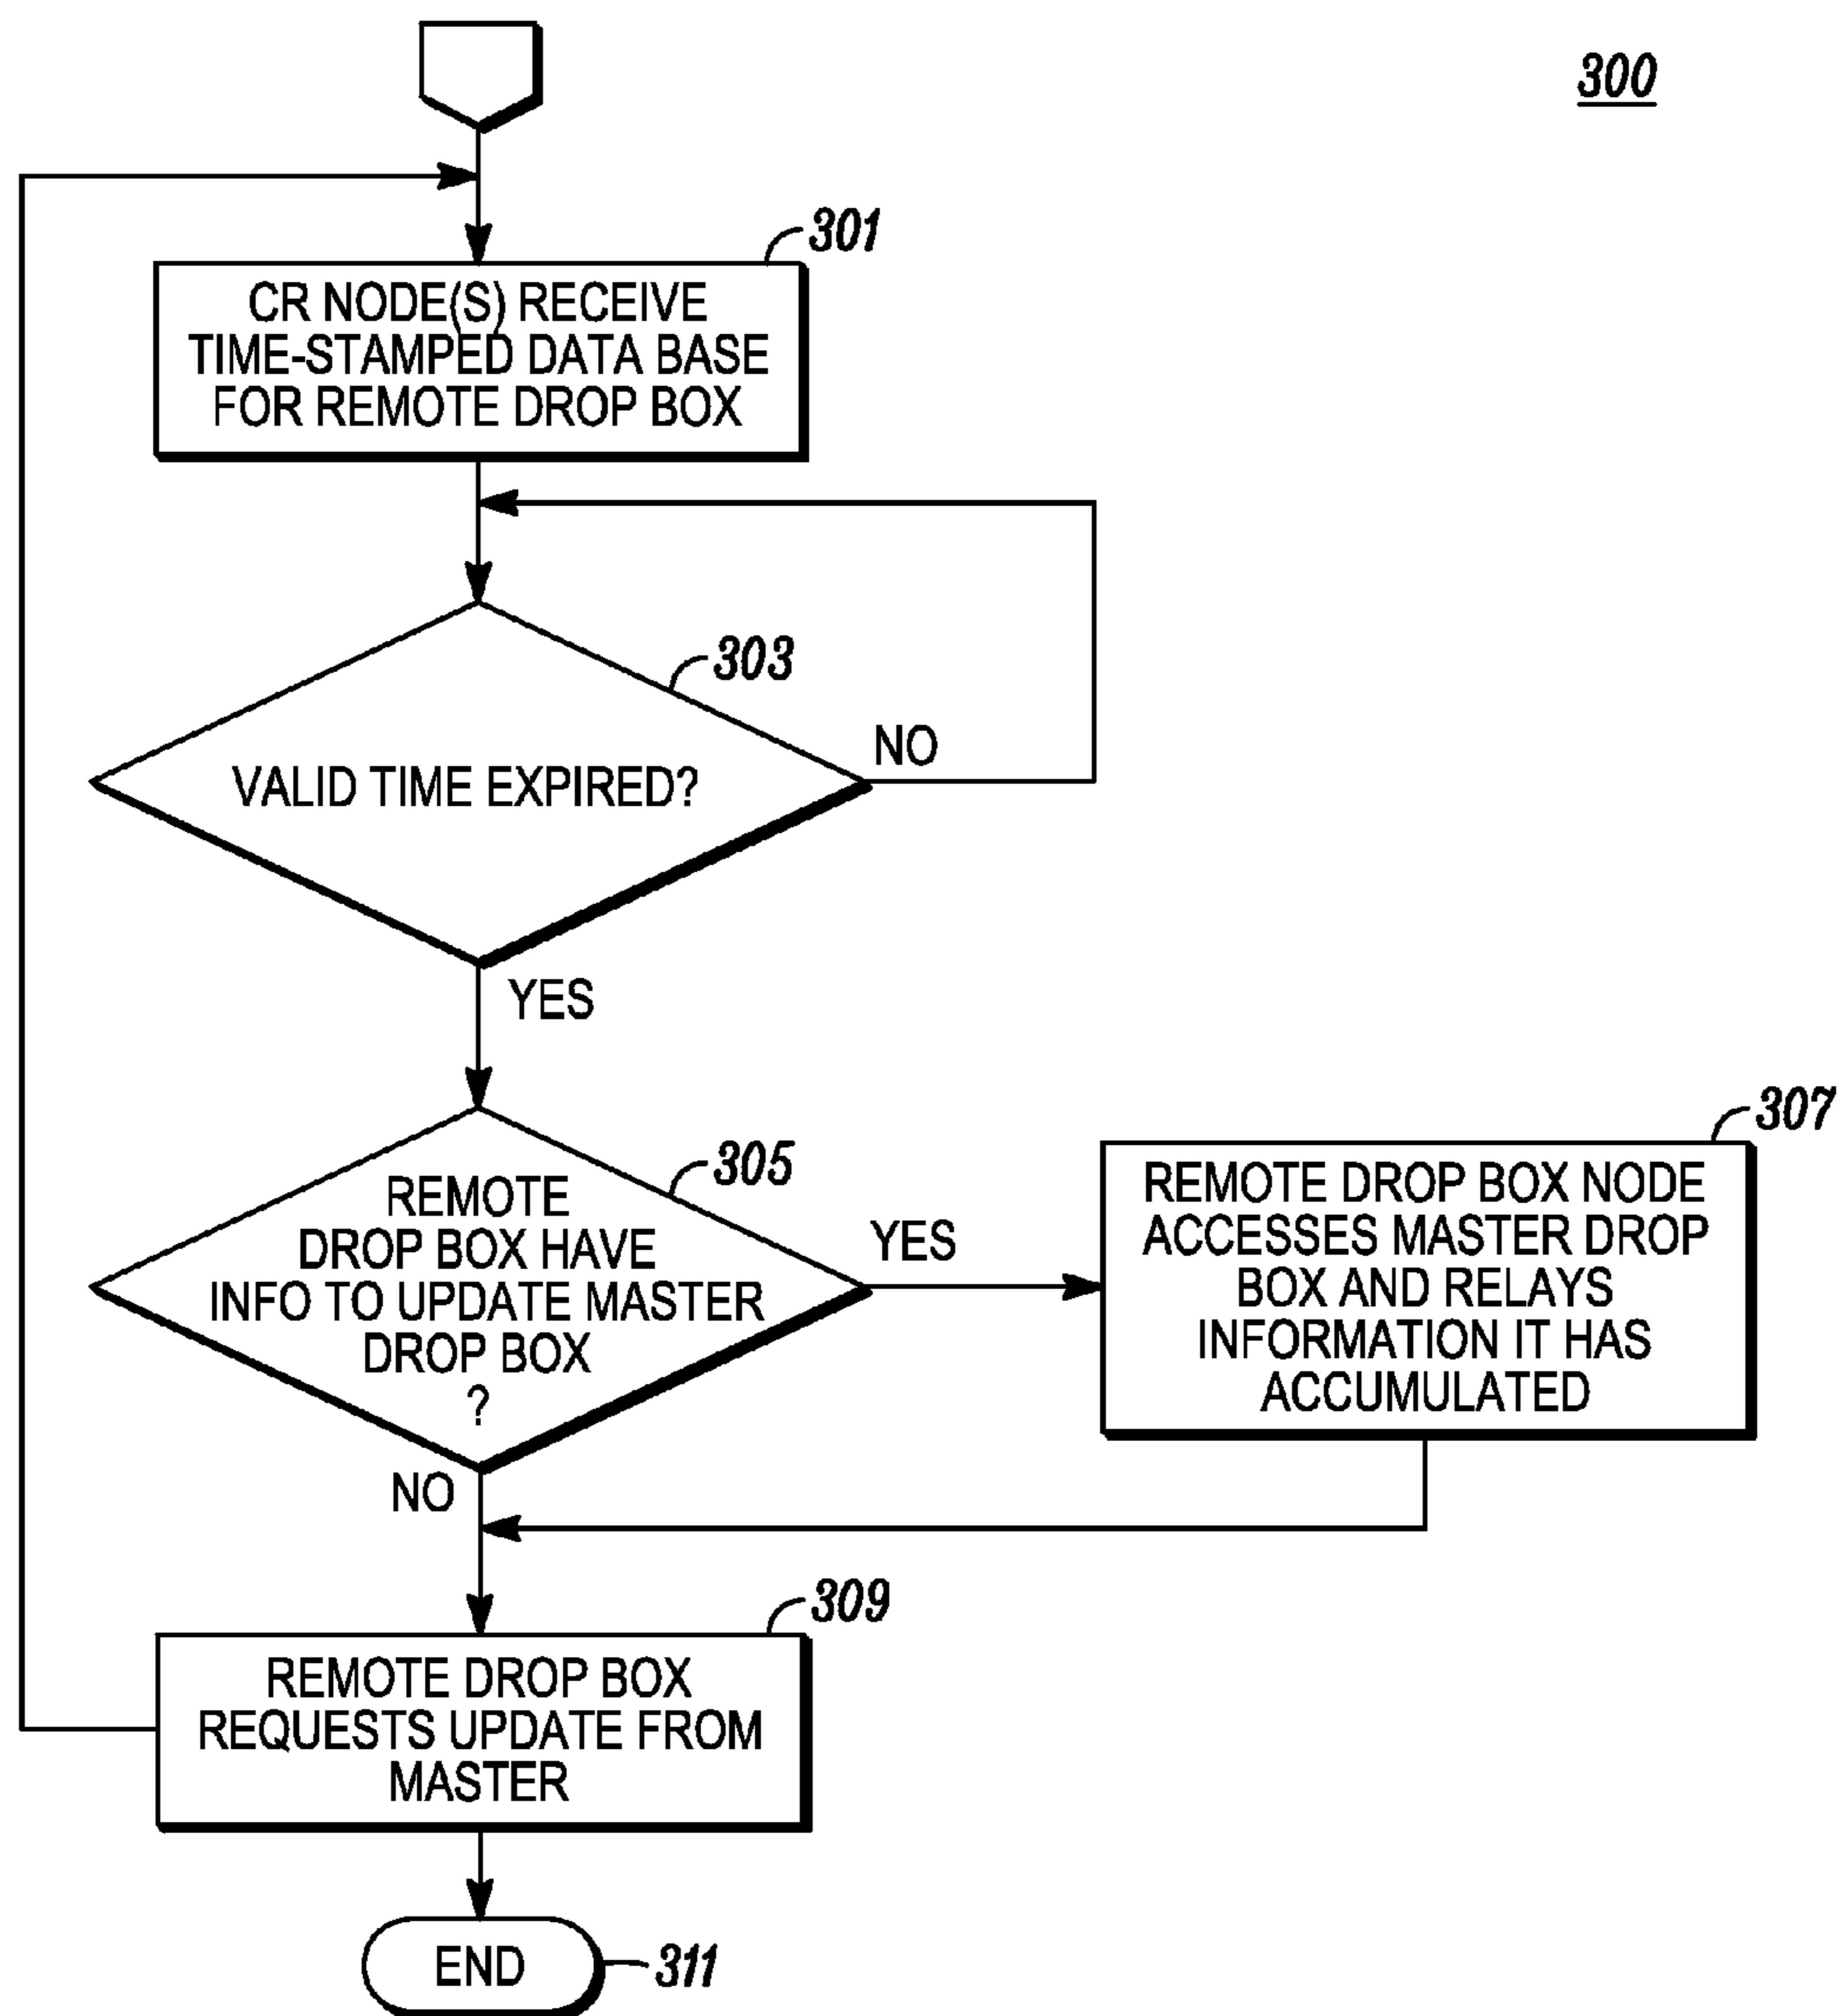 300
301
CR NODE(S) RECEIVE
TIME-STAMPED DATA BASE
FOR REMOTE DROP BOX
303
VALID TIME EXPIRED?
NO
YES
305
REMOTE
DROP BOX HAVE
INFO TO UPDATE MASTER
DROP BOX
?
YES
307
REMOTE DROP BOX NODE
ACCESSES MASTER DROP
BOX AND RELAYS
INFORMATION IT HAS
ACCUMULATED
NO
309
REMOTE DROP BOX
REQUESTS UPDATE FROM
MASTER
END
311